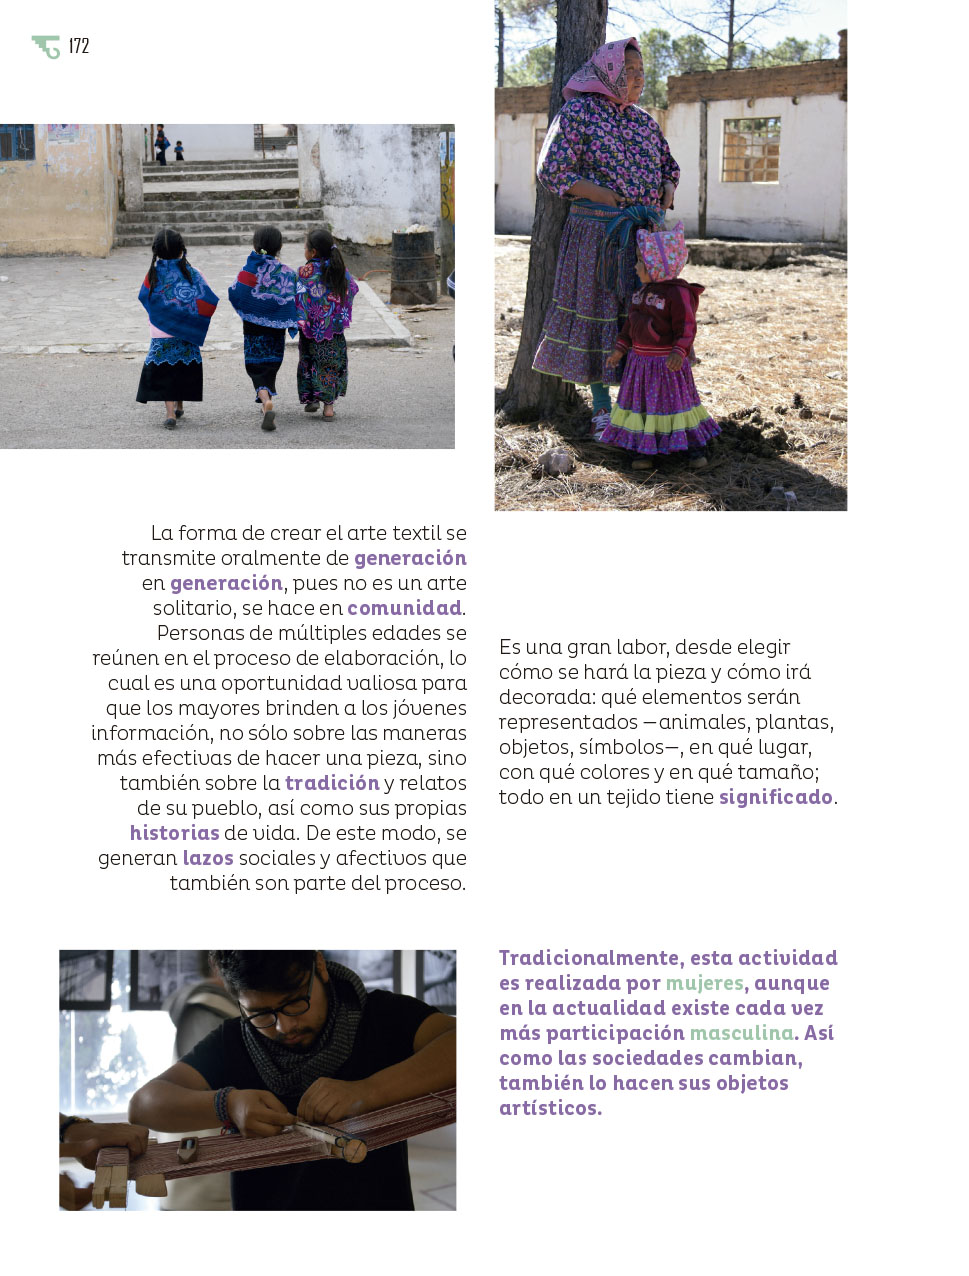 172
La forma de crear el arte textil se
transmite oralmente de generación
en generación, pues no es un arte
solitario, se hace en comunidad.
Personas de múltiples edades se
reúnen en el proceso de elaboración, lo
cual es una oportunidad valiosa para
que los mayores brinden a los jóvenes
información, no sólo sobre las maneras
más efectivas de hacer una pieza, sino
también sobre la tradición y relatos
de su pueblo, así como sus propias
historias de vida. De este modo, se
generan lazos sociales y afectivos que
también son parte del proceso.
Es una gran labor, desde elegir
cómo se hará la pieza y cómo irá
decorada: qué elementos serán
representados —animales, plantas,
objetos, símbolos—, en qué lugar,
con qué colores y en qué tamaño;
todo en un tejido tiene significado.
Tradicionalmente, esta actividad
es realizada por mujeres, aunque
en la actualidad existe cada vez
más participación masculina. Así
como las sociedades cambian,
también lo hacen sus objetos
artísticos.